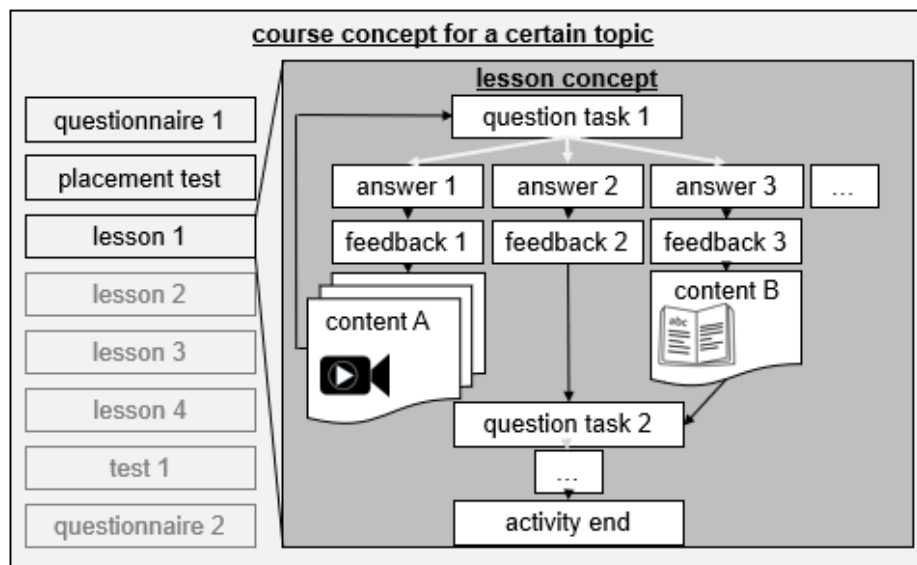 course concept for a certain topic
questionnaire 1
placement test
lesson 1
lesson 2
lesson 3
lesson 4
test 1
questionnaire 2
lesson concept
question task 1
answer 1
answer 2
answer 3
...
feedback 1
feedback 2
feedback 3
content A
content B
abc
question task 2
...
activity end